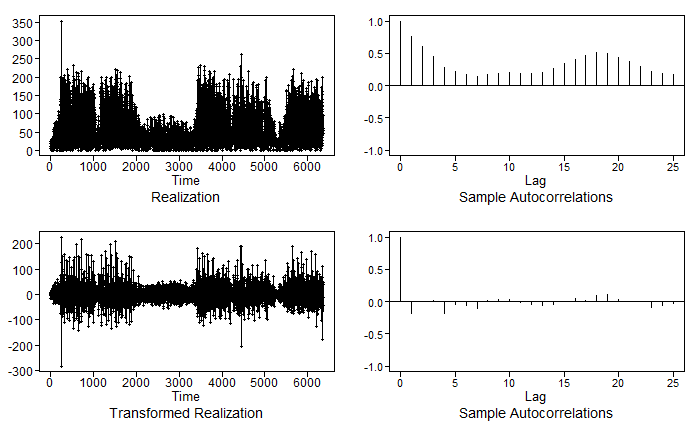 350
300
250
200
150
100
50
0
0 1000 2000 3000 4000 5000 6000
Time
Realization
1.0
0.5
0.0
-0.5
-1.0
0 5 10 15 20 25
Lag
Sample Autocorrelations
200
100
0
-100
-200
-300
0 1000 2000 3000 4000 5000 6000
Time
Transformed Realization
1.0
0.5
0.0
-0.5
-1.0
0 5 10 15 20 25
Lag
Sample Autocorrelations